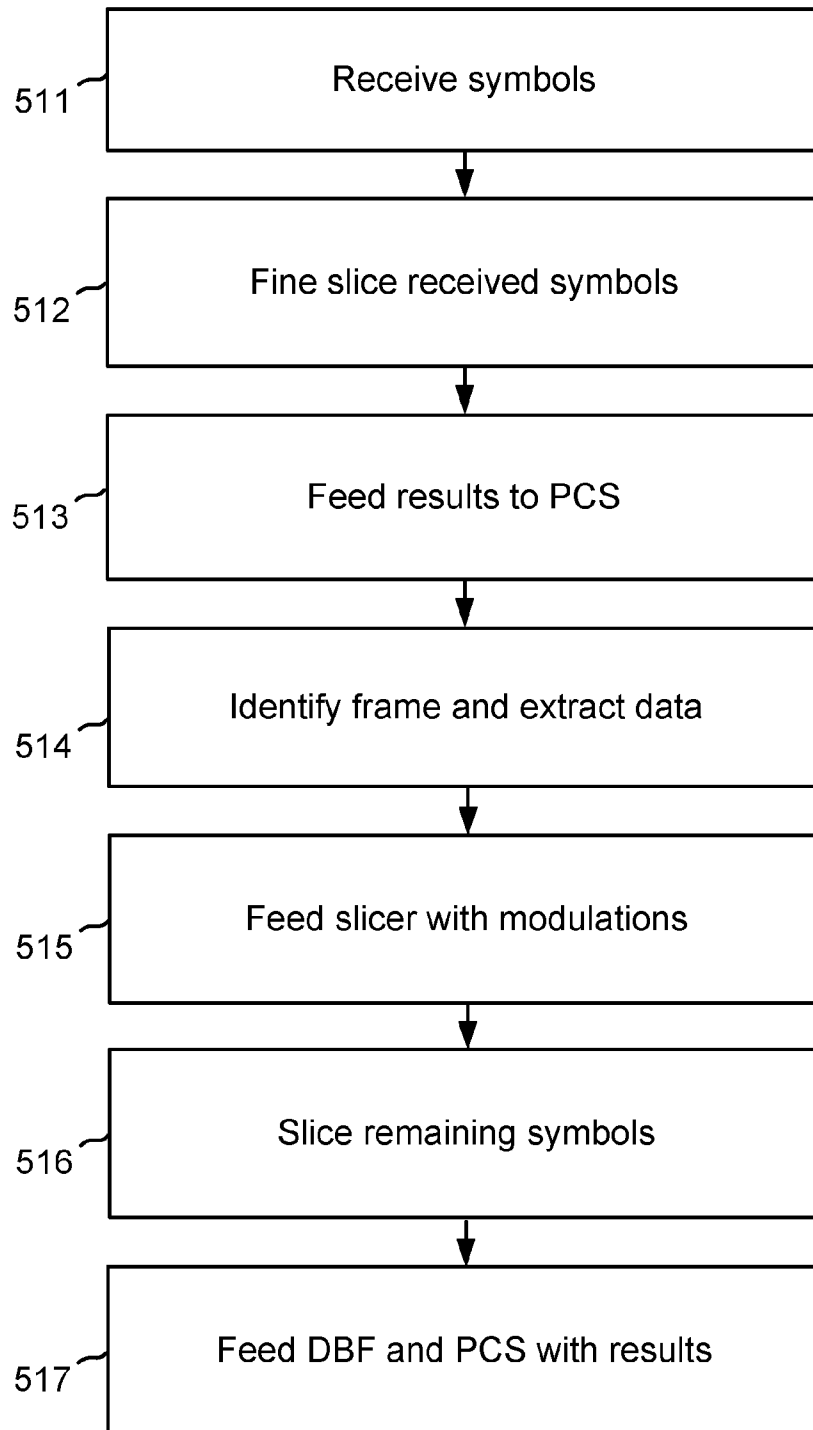 Receive symbols
511
Fine slice received symbols
512
Feed results to PCS
513
Identify frame and extract data
514
Feed slicer with modulations
515
Slice remaining symbols
516
Feed DBF and PCS with results
517